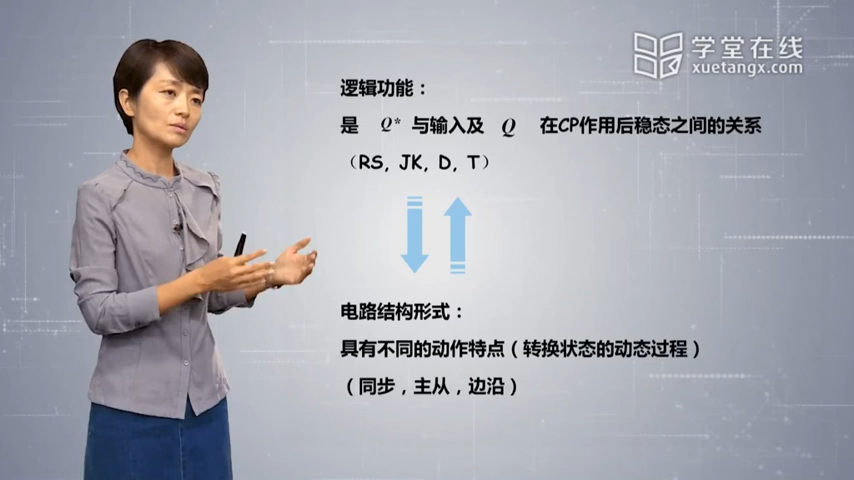 学堂在线
xuetangx.com
逻辑功能：
是 Q* 与输入及 Q 在CP作用后稳态之间的关系
（RS, JK, D, T）
电路结构形式：
具有不同的动作特点（转换状态的动态过程）
（同步，主从，边沿）